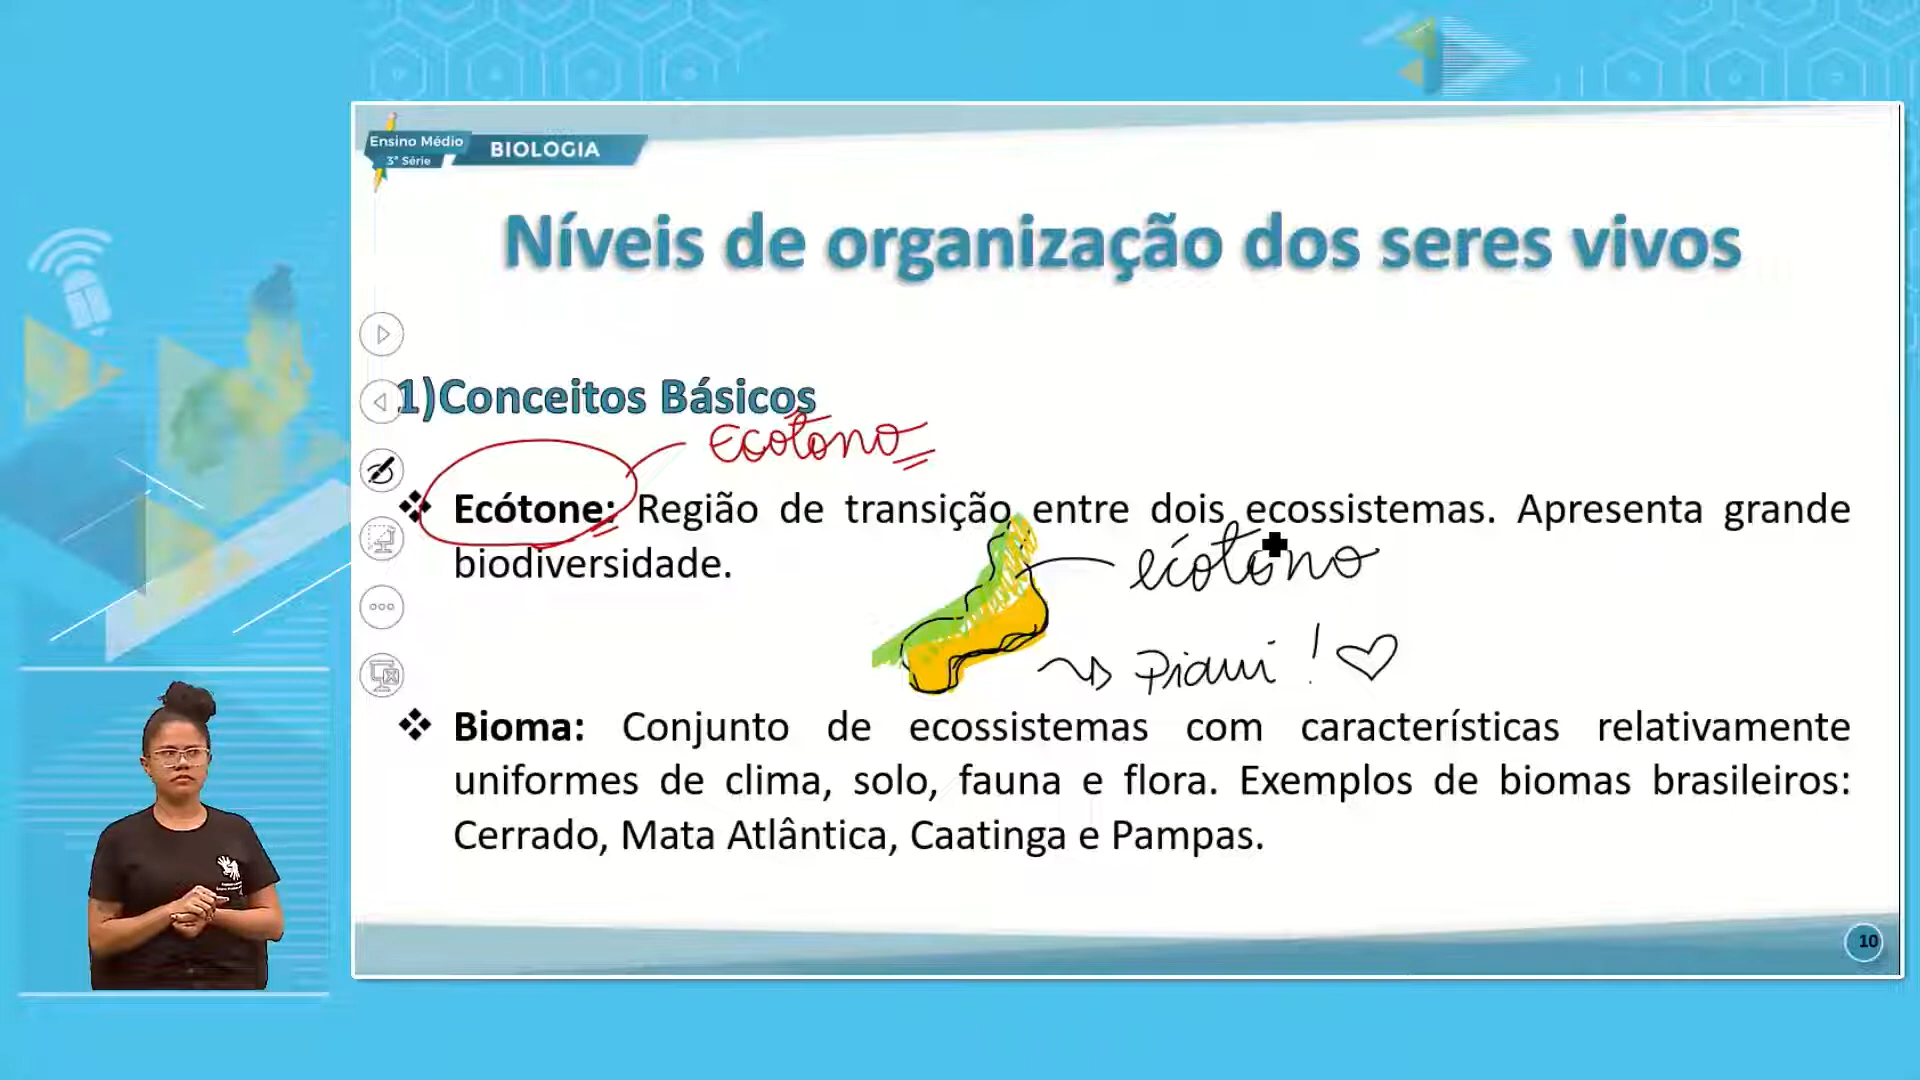 Ensino Médio
3ª Série
BIOLOGIA
Níveis de organização dos seres vivos
1)Conceitos Básicos
Ecotono
Ecótone: Região de transição entre dois ecossistemas. Apresenta grande
biodiversidade.
ecótono
Piauí ! ♡
Bioma: Conjunto de ecossistemas com características relativamente
uniformes de clima, solo, fauna e flora. Exemplos de biomas brasileiros:
Cerrado, Mata Atlântica, Caatinga e Pampas.
10